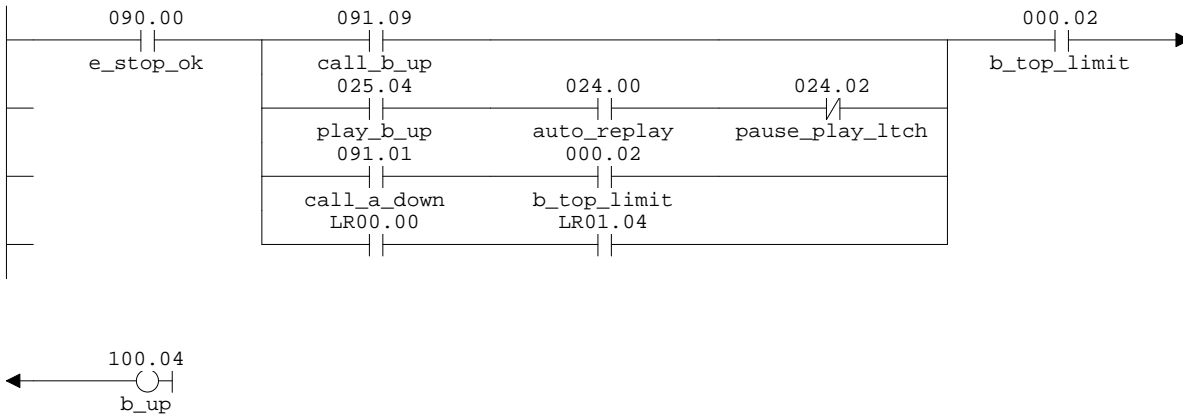 090.00 091.09 000.02
e_stop_ok call_b_up b_top_limit
025.04 024.00 024.02
play_b_up auto_replay pause_play_ltch
091.01 000.02
call_a_down b_top_limit
LR00.00 LR01.04
100.04
b_up